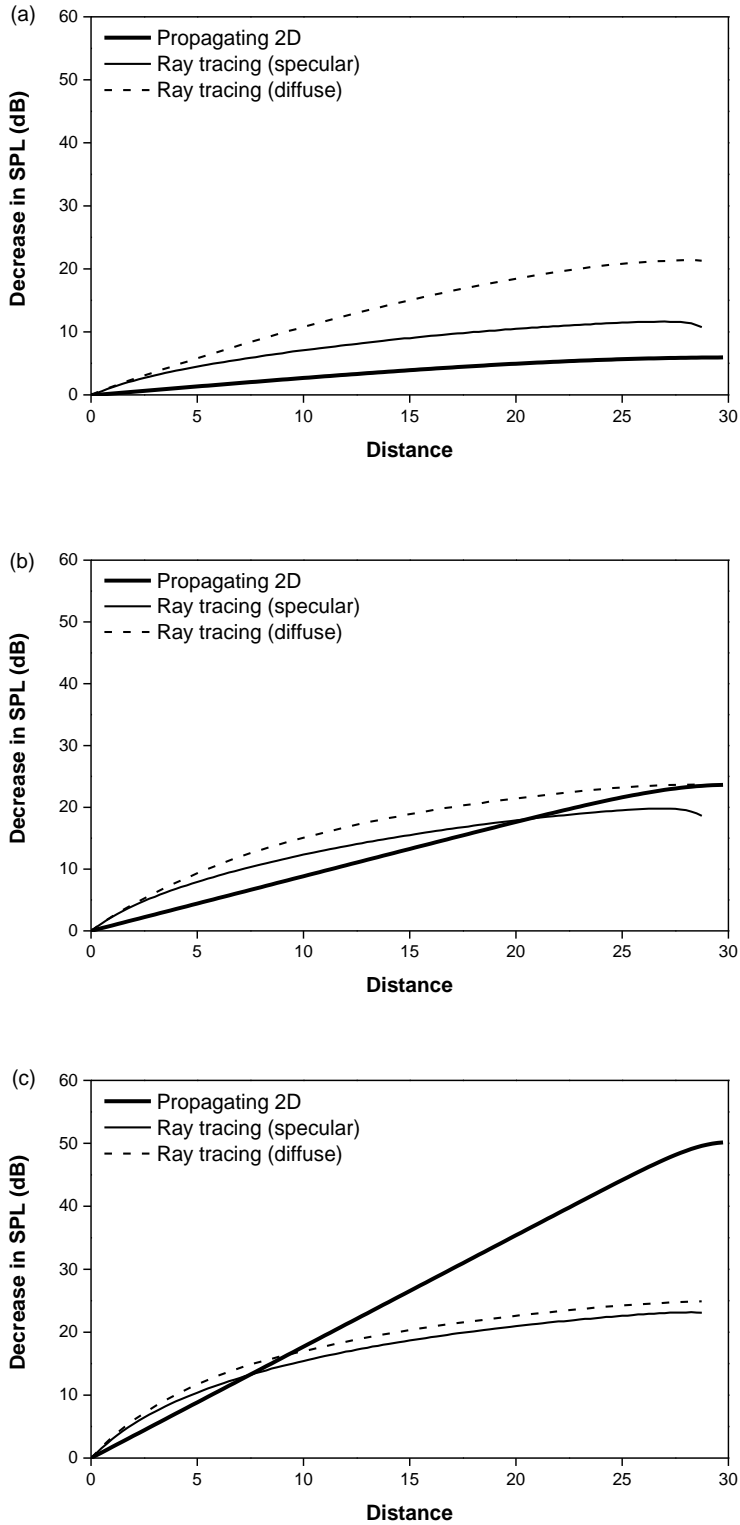 (a)
60
50
40
30
20
10
0
Decrease in SPL (dB)
Propagating 2D
Ray tracing (specular)
Ray tracing (diffuse)
0 5 10 15 20 25 30
Distance
(b)
60
50
40
30
20
10
0
Decrease in SPL (dB)
Propagating 2D
Ray tracing (specular)
Ray tracing (diffuse)
0 5 10 15 20 25 30
Distance
(c)
60
50
40
30
20
10
0
Decrease in SPL (dB)
Propagating 2D
Ray tracing (specular)
Ray tracing (diffuse)
0 5 10 15 20 25 30
Distance